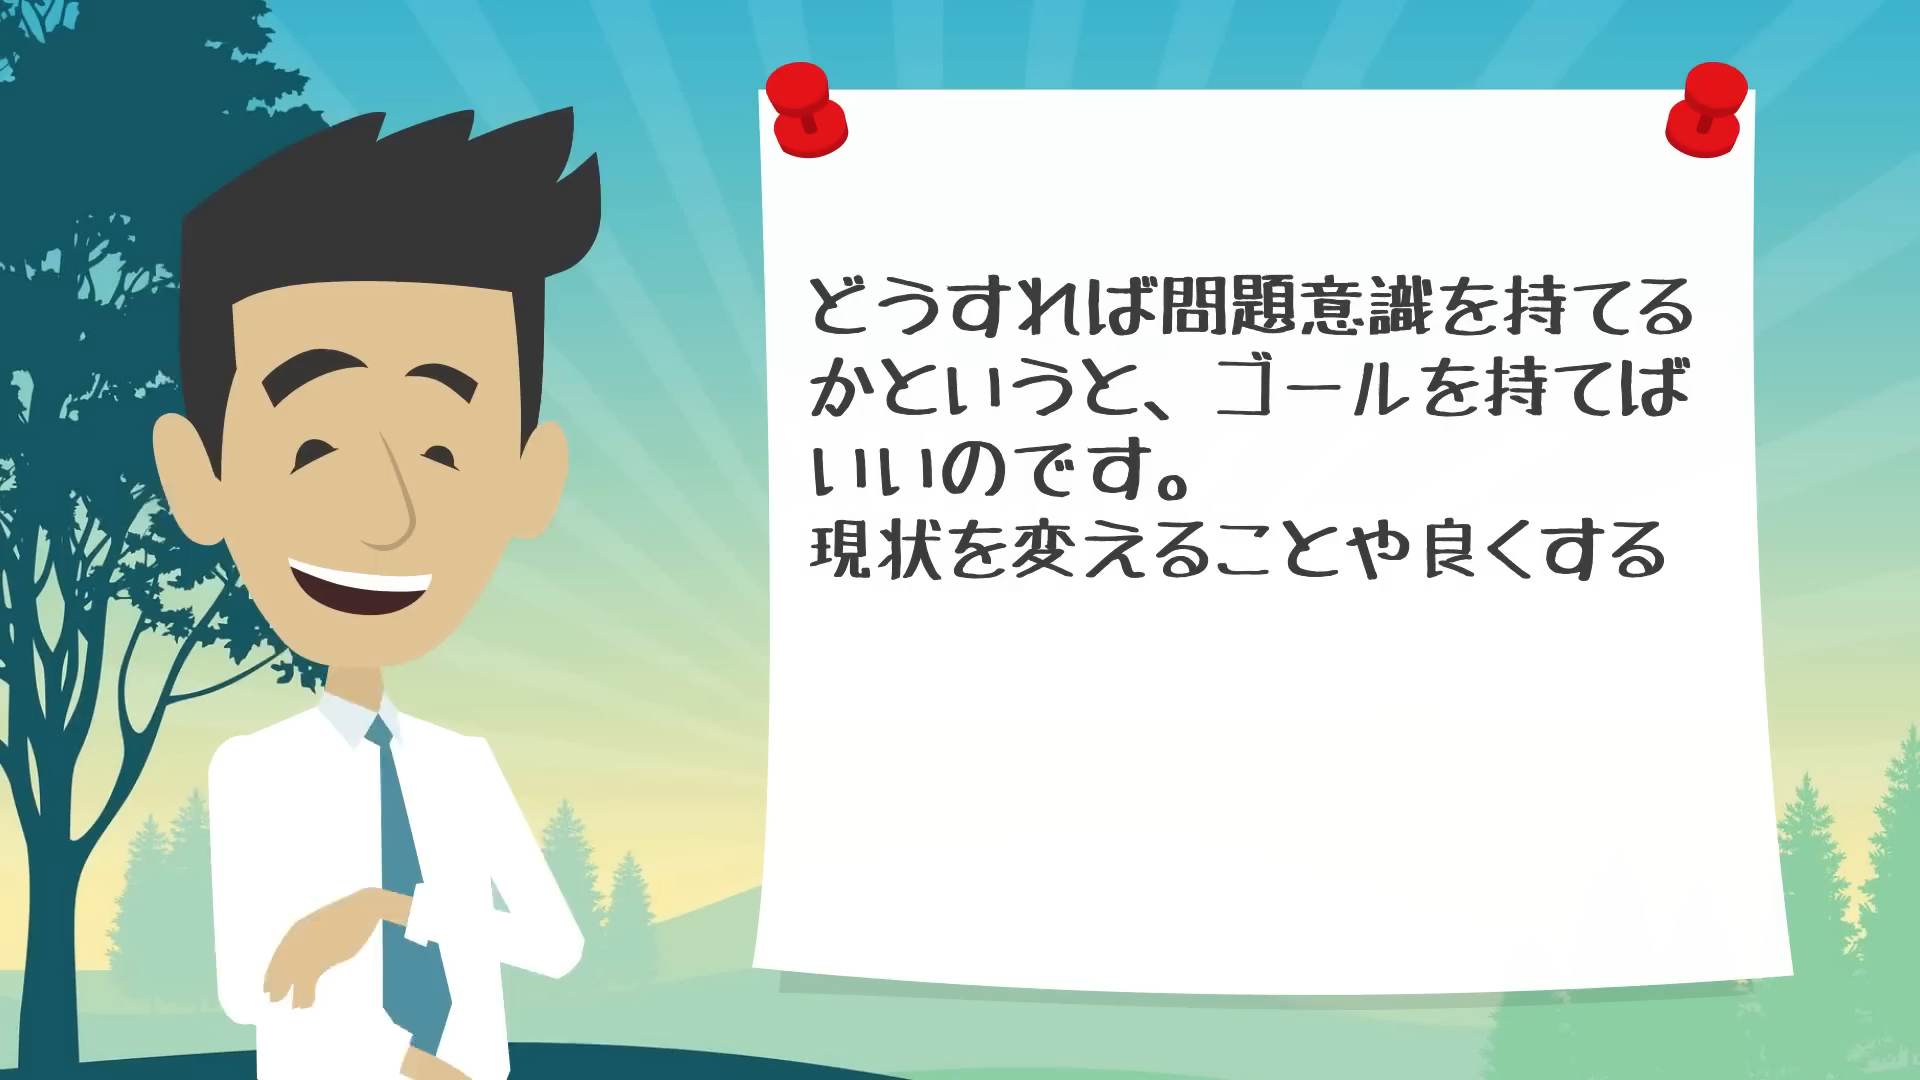 どうすれば問題意識を持てる
かというと、ゴールを持てば
いいのです。
現状を変えることや良くする